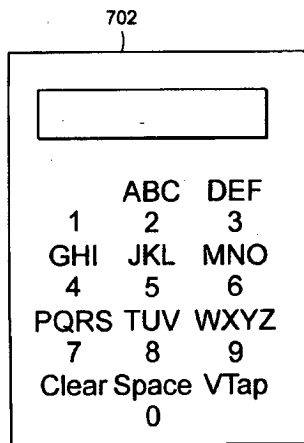 702
ABC DEF
1 2 3
GHI JKL MNO
4 5 6
PQRS TUV WXYZ
7 8 9
Clear Space VTap
0